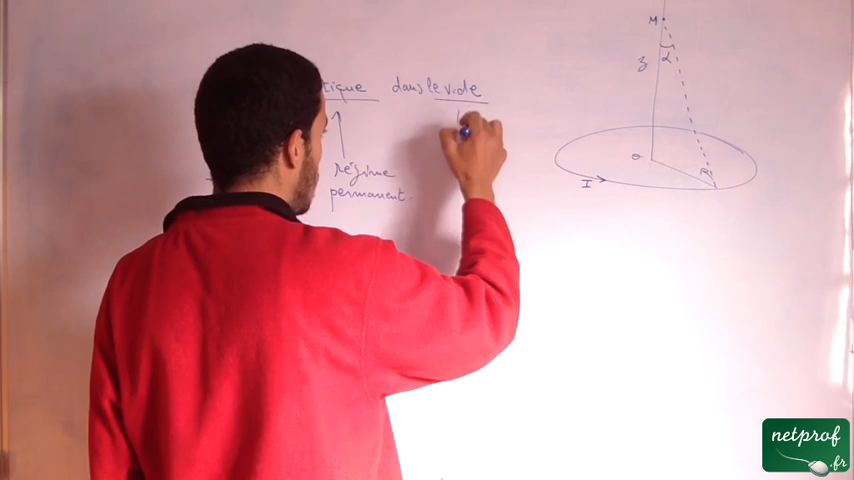 tique dans le vide
régime
permanent.
M
z
α
O
R
I
netprof
.fr